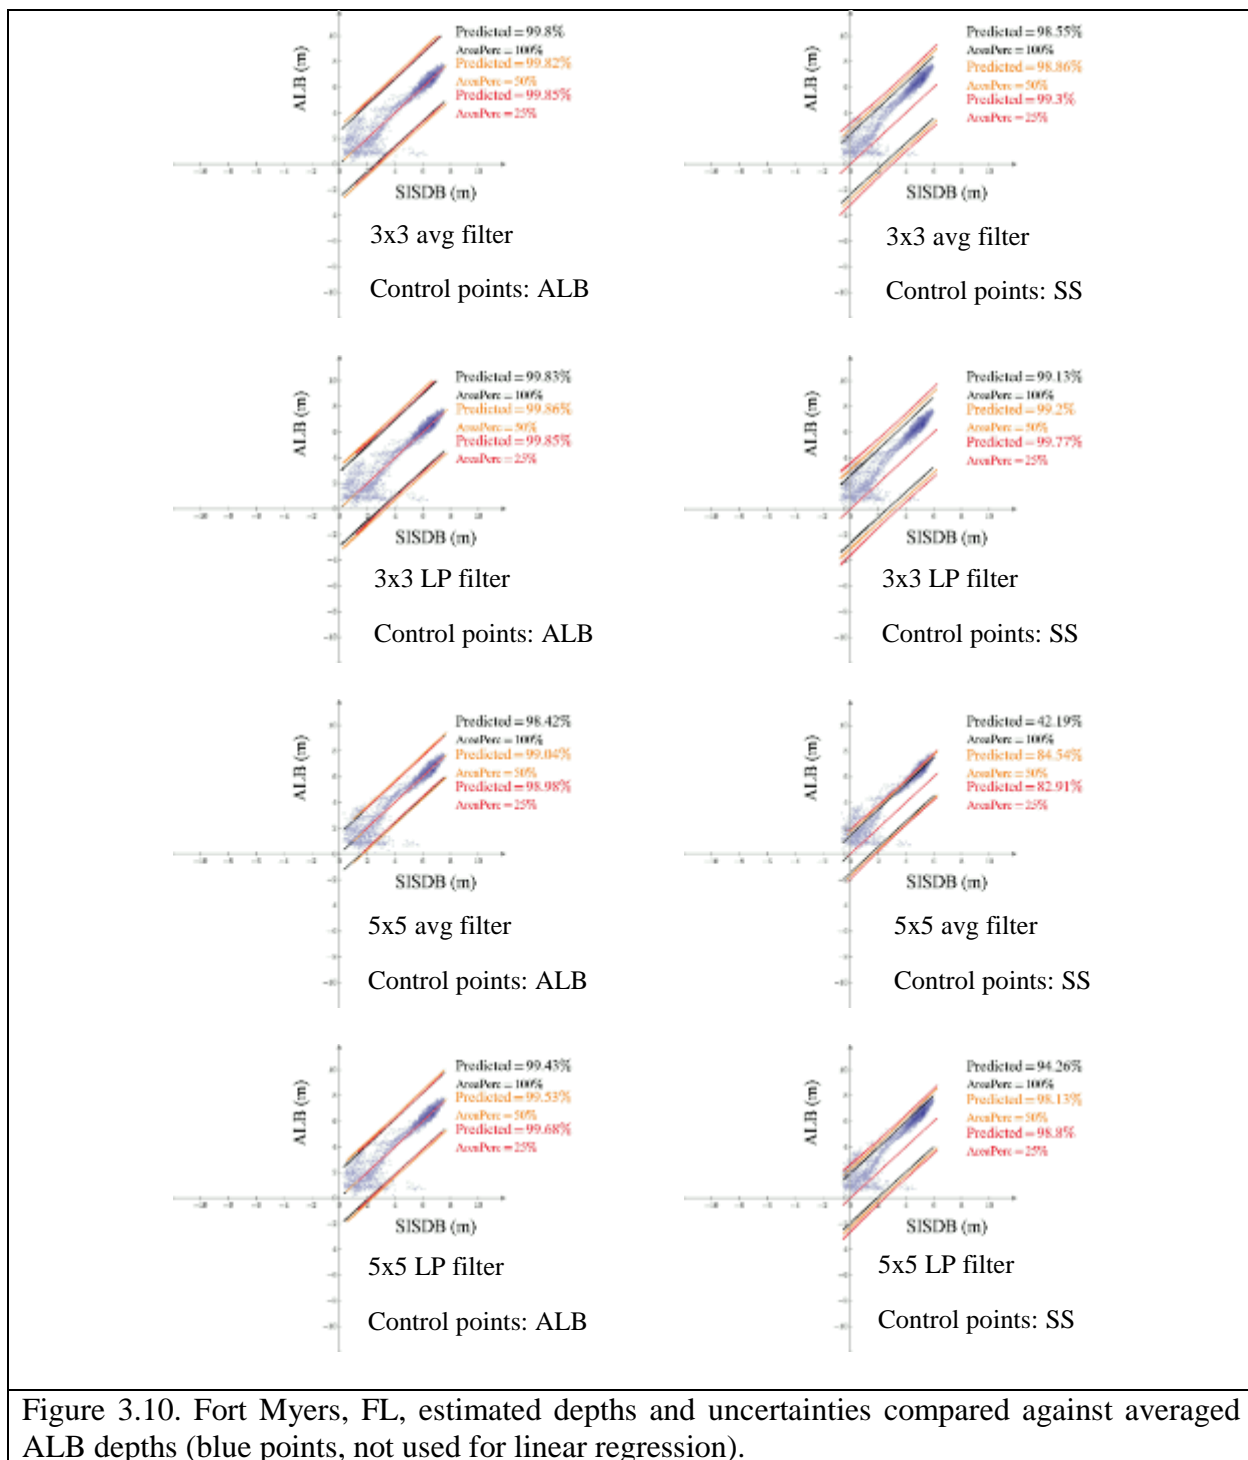 ALB (m)
Predicted = 99.8%
AreaPerc = 100%
Predicted = 99.82%
AreaPerc = 50%
Predicted = 99.85%
AreaPerc = 25%
SISDB (m)
3x3 avg filter
Control points: ALB
ALB (m)
Predicted = 98.55%
AreaPerc = 100%
Predicted = 98.86%
AreaPerc = 50%
Predicted = 99.3%
AreaPerc = 25%
SISDB (m)
3x3 avg filter
Control points: SS
ALB (m)
Predicted = 99.83%
AreaPerc = 100%
Predicted = 99.86%
AreaPerc = 50%
Predicted = 99.85%
AreaPerc = 25%
SISDB (m)
3x3 LP filter
Control points: ALB
ALB (m)
Predicted = 99.13%
AreaPerc = 100%
Predicted = 99.2%
AreaPerc = 50%
Predicted = 99.77%
AreaPerc = 25%
SISDB (m)
3x3 LP filter
Control points: SS
ALB (m)
Predicted = 98.42%
AreaPerc = 100%
Predicted = 99.04%
AreaPerc = 50%
Predicted = 98.98%
AreaPerc = 25%
SISDB (m)
5x5 avg filter
Control points: ALB
ALB (m)
Predicted = 42.19%
AreaPerc = 100%
Predicted = 84.54%
AreaPerc = 50%
Predicted = 82.91%
AreaPerc = 25%
SISDB (m)
5x5 avg filter
Control points: SS
ALB (m)
Predicted = 99.43%
AreaPerc = 100%
Predicted = 99.53%
AreaPerc = 50%
Predicted = 99.68%
AreaPerc = 25%
SISDB (m)
5x5 LP filter
Control points: ALB
ALB (m)
Predicted = 94.26%
AreaPerc = 100%
Predicted = 98.13%
AreaPerc = 50%
Predicted = 98.8%
AreaPerc = 25%
SISDB (m)
5x5 LP filter
Control points: SS
Figure 3.10. Fort Myers, FL, estimated depths and uncertainties compared against averaged
ALB depths (blue points, not used for linear regression).